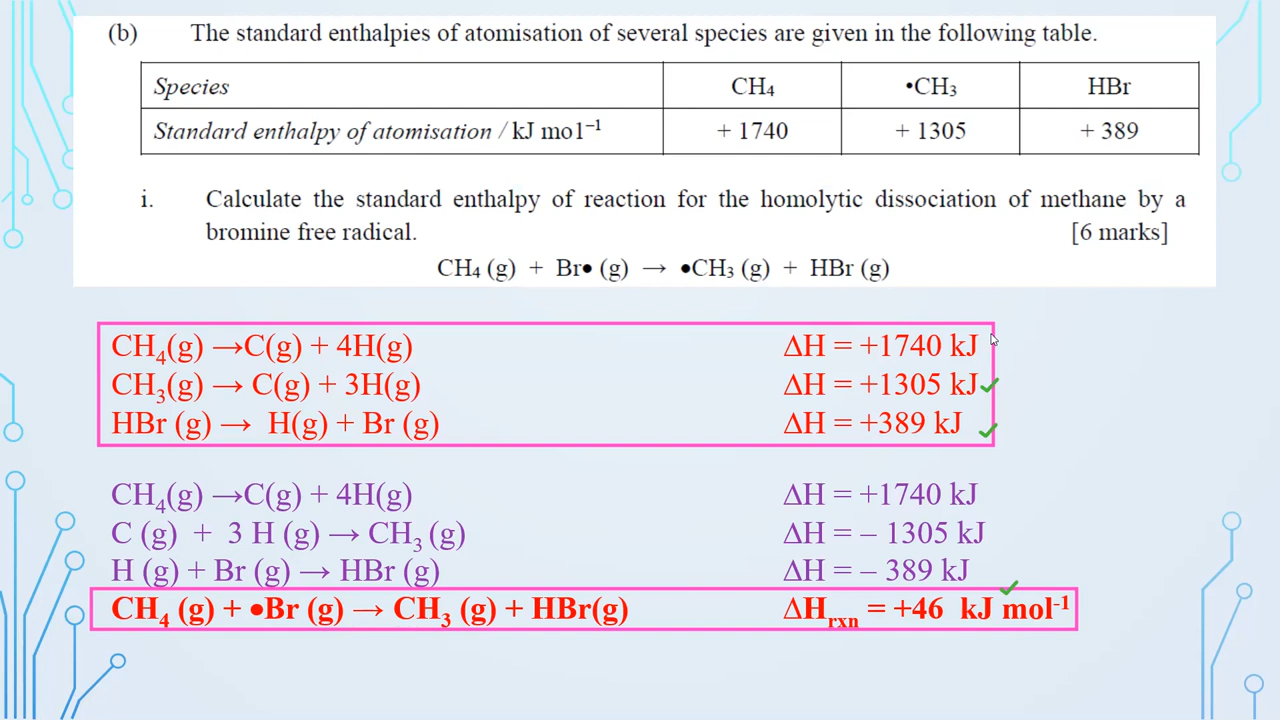 (b) The standard enthalpies of atomisation of several species are given in the following table.
Species CH₄ •CH₃ HBr
Standard enthalpy of atomisation / kJ mol⁻¹ + 1740 + 1305 + 389
i. Calculate the standard enthalpy of reaction for the homolytic dissociation of methane by a
bromine free radical. [6 marks]
CH₄ (g) + Br• (g) → •CH₃ (g) + HBr (g)
CH₄(g) →C(g) + 4H(g) ΔH = +1740 kJ
CH₃(g) → C(g) + 3H(g) ΔH = +1305 kJ
HBr (g) → H(g) + Br (g) ΔH = +389 kJ
CH₄(g) →C(g) + 4H(g) ΔH = +1740 kJ
C (g) + 3 H (g) → CH₃ (g) ΔH = – 1305 kJ
H (g) + Br (g) → HBr (g) ΔH = – 389 kJ
CH₄ (g) + •Br (g) → CH₃ (g) + HBr(g) ΔHᵣₓₙ = +46 kJ mol⁻¹